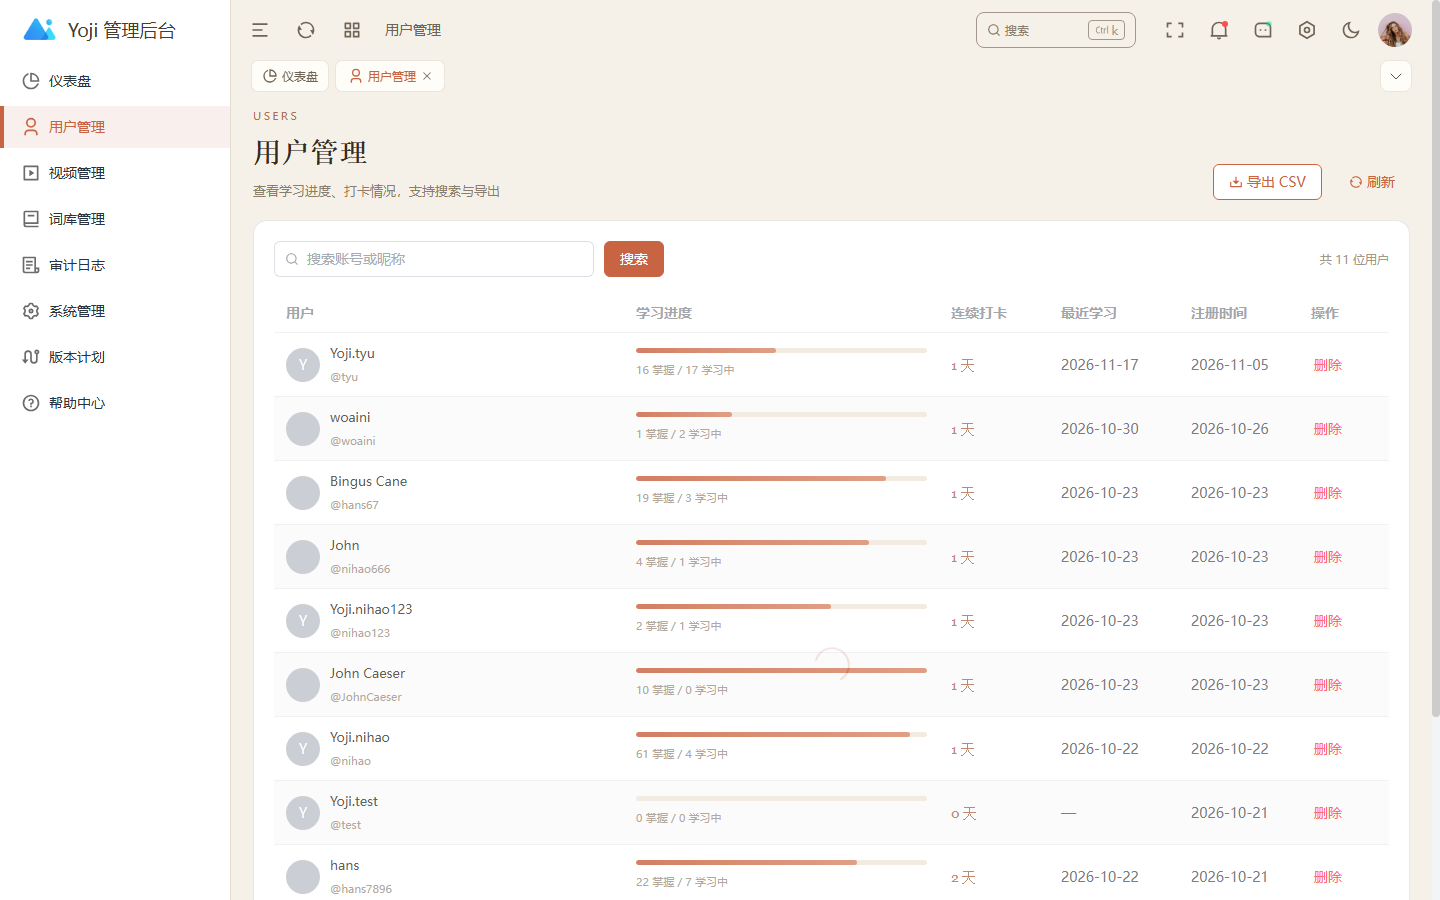 Yoji 管理后台
仪表盘
用户管理
视频管理
词库管理
审计日志
系统管理
版本计划
帮助中心
用户管理
搜索 Ctrl k
仪表盘 用户管理
USERS
用户管理
查看学习进度、打卡情况，支持搜索与导出
导出 CSV 刷新
搜索账号或昵称 搜索 共 11 位用户
用户 学习进度 连续打卡 最近学习 注册时间 操作
Y Yoji.tyu @tyu 16 掌握 / 17 学习中 1 天 2026-11-17 2026-11-05 删除
woaini @woaini 1 掌握 / 2 学习中 1 天 2026-10-30 2026-10-26 删除
Bingus Cane @hans67 19 掌握 / 3 学习中 1 天 2026-10-23 2026-10-23 删除
John @nihao666 4 掌握 / 1 学习中 1 天 2026-10-23 2026-10-23 删除
Y Yoji.nihao123 @nihao123 2 掌握 / 1 学习中 1 天 2026-10-23 2026-10-23 删除
John Caeser @JohnCaeser 10 掌握 / 0 学习中 1 天 2026-10-23 2026-10-23 删除
Y Yoji.nihao @nihao 61 掌握 / 4 学习中 1 天 2026-10-22 2026-10-22 删除
Y Yoji.test @test 0 掌握 / 0 学习中 0 天 — 2026-10-21 删除
hans @hans7896 22 掌握 / 7 学习中 2 天 2026-10-22 2026-10-21 删除